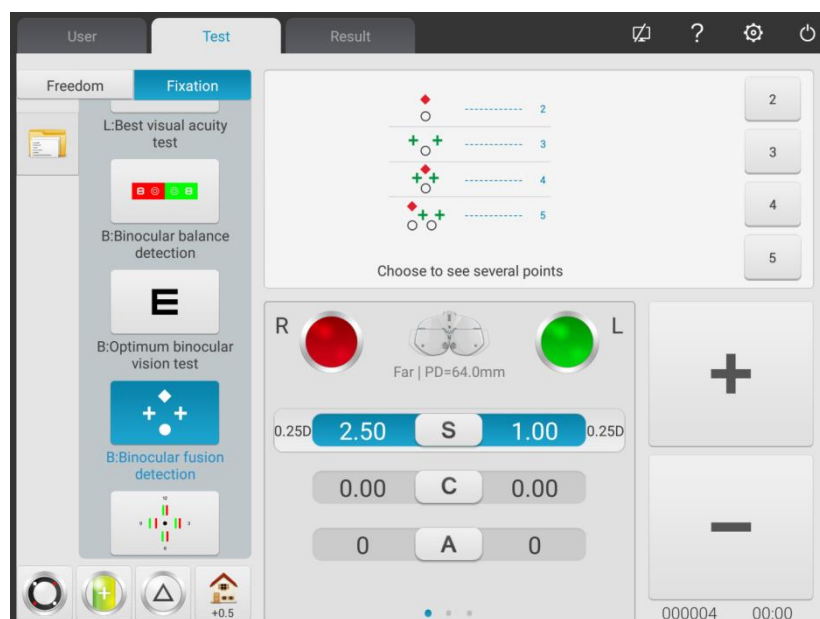 User
Test
Result
?
Freedom
Fixation
L:Best visual acuity
test
B:Binocular balance
detection
E
B:Optimum binocular
vision test
B:Binocular fusion
detection
+0.5
------------ 2
------------ 3
------------ 4
------------ 5
Choose to see several points
2
3
4
5
R
L
Far | PD=64.0mm
0.25D 2.50 S 1.00 0.25D
0.00 C 0.00
0 A 0
+
−
000004 00:00